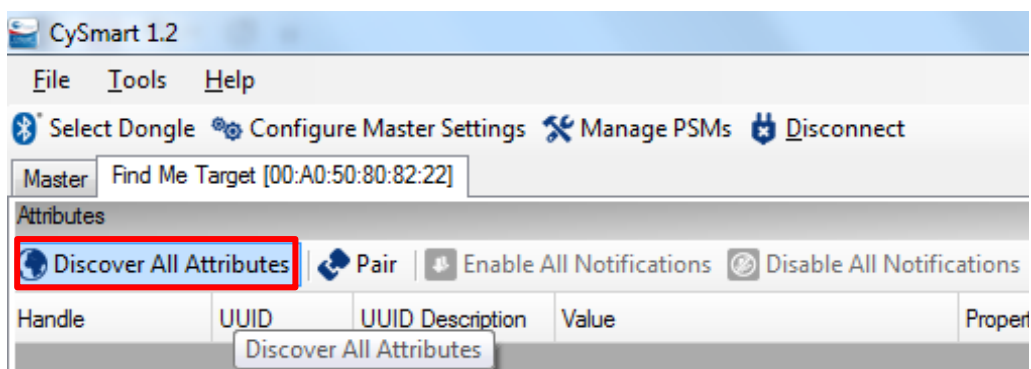 CySmart 1.2
File Tools Help
Select Dongle Configure Master Settings Manage PSMs Disconnect
Master Find Me Target [00:A0:50:80:82:22]
Attributes
Discover All Attributes Pair Enable All Notifications Disable All Notifications
Handle UUID UUID Description Value Propert
Discover All Attributes